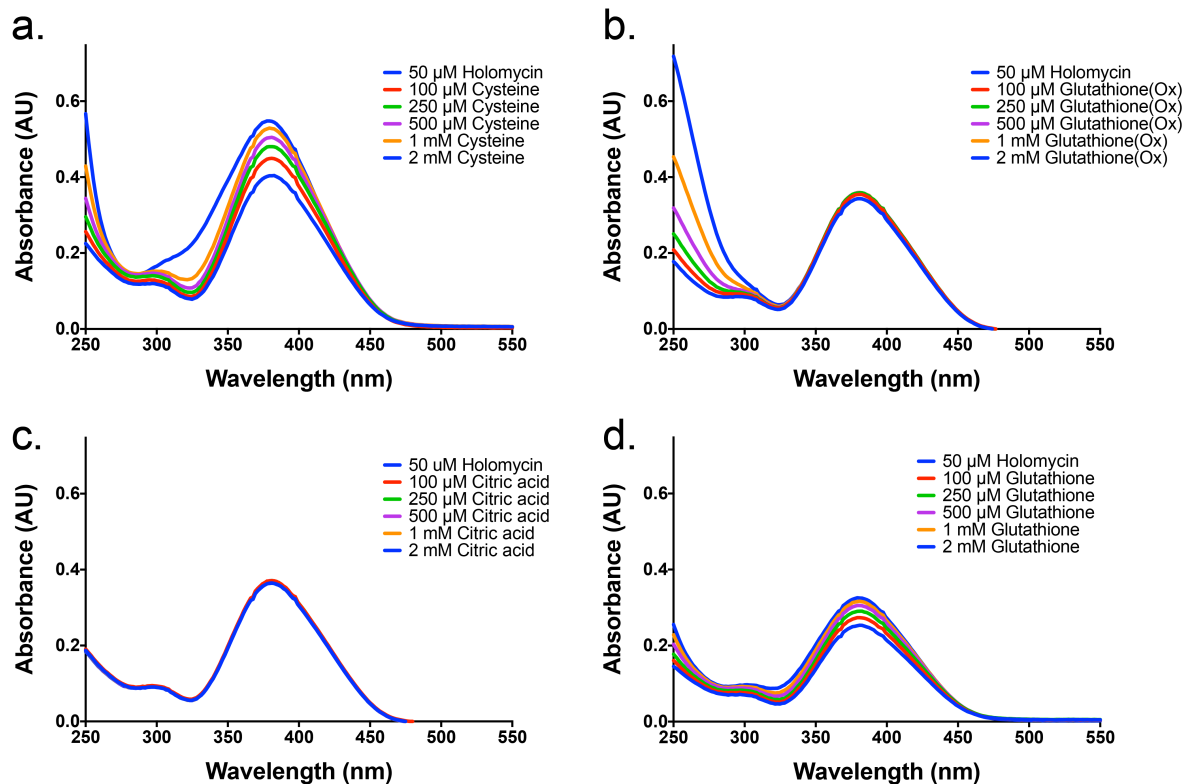 a.
Absorbance (AU)
0.6
0.4
0.2
0.0
250 300 350 400 450 500 550
Wavelength (nm)
50 µM Holomycin
100 µM Cysteine
250 µM Cysteine
500 µM Cysteine
1 mM Cysteine
2 mM Cysteine
b.
Absorbance (AU)
0.6
0.4
0.2
0.0
250 300 350 400 450 500 550
Wavelength (nm)
50 µM Holomycin
100 µM Glutathione(Ox)
250 µM Glutathione(Ox)
500 µM Glutathione(Ox)
1 mM Glutathione(Ox)
2 mM Glutathione(Ox)
c.
Absorbance (AU)
0.6
0.4
0.2
0.0
250 300 350 400 450 500 550
Wavelength (nm)
50 uM Holomycin
100 µM Citric acid
250 µM Citric acid
500 µM Citric acid
1 mM Citric acid
2 mM Citric acid
d.
Absorbance (AU)
0.6
0.4
0.2
0.0
250 300 350 400 450 500 550
Wavelength (nm)
50 µM Holomycin
100 µM Glutathione
250 µM Glutathione
500 µM Glutathione
1 mM Glutathione
2 mM Glutathione